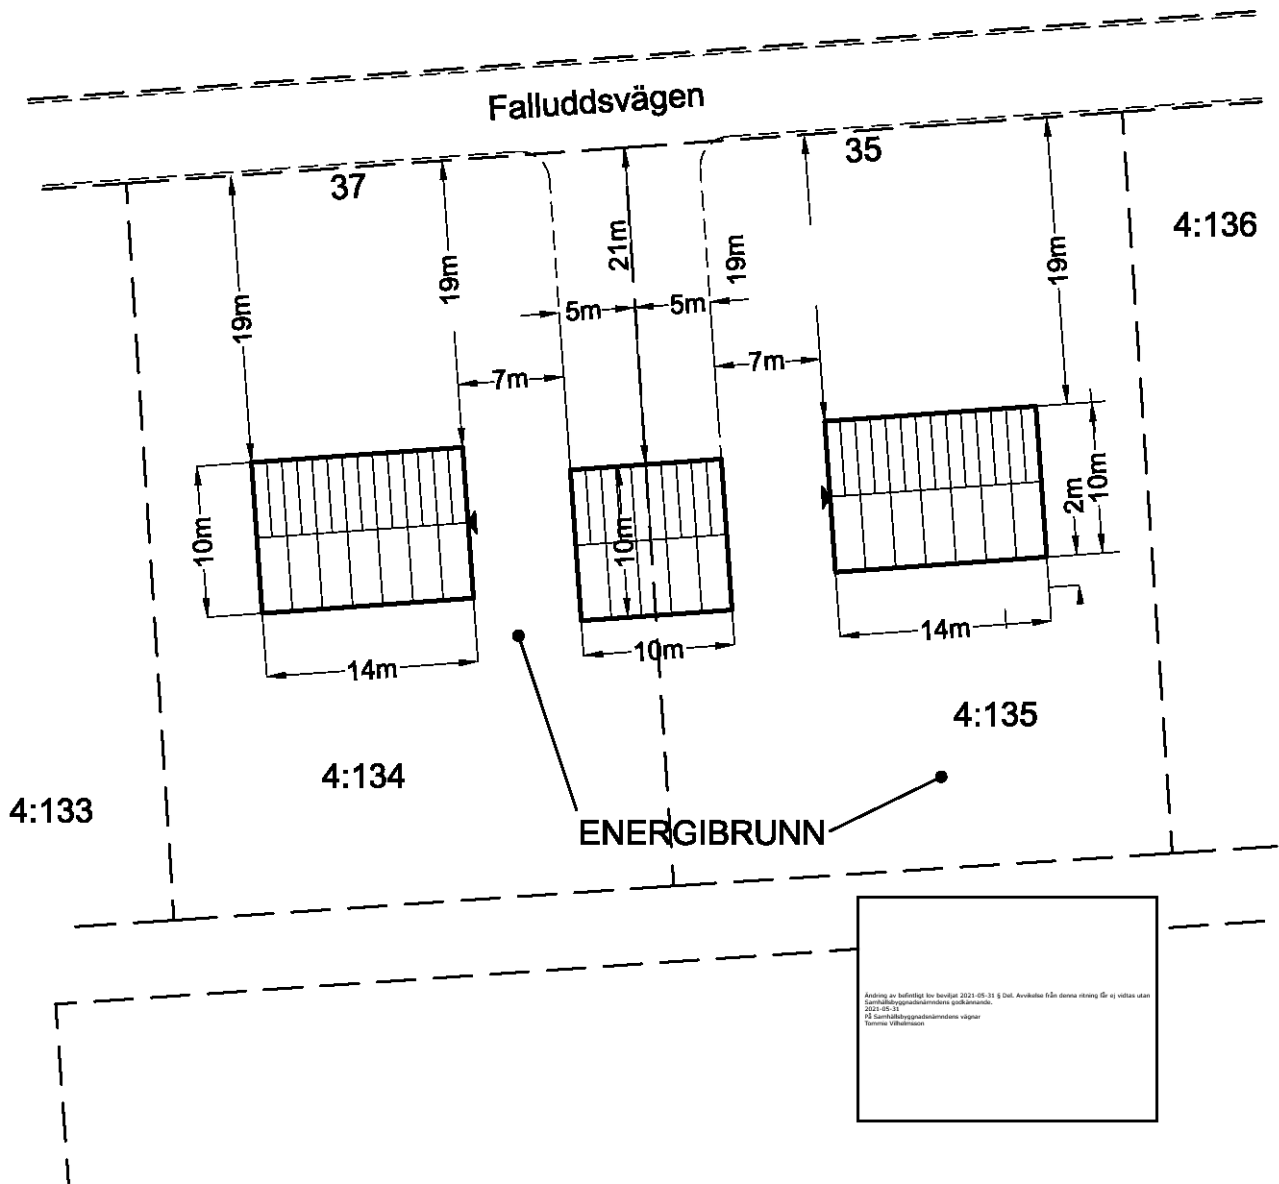 Falluddsvägen
37
35
4:136
19m
19m
21m
19m
19m
5m
5m
7m
7m
10m
10m
2m
10m
14m
10m
14m
4:135
4:134
4:133
ENERGIBRUNN
Ändring av befintligt lov beviljat 2021-05-31 § Del. Avvikelse från denna ritning får ej vidtas utan
Samhällsbyggnadsnämndens godkännande.
2021-05-31
På Samhällsbyggnadsnämndens vägnar
Tommie Vilhelmsson